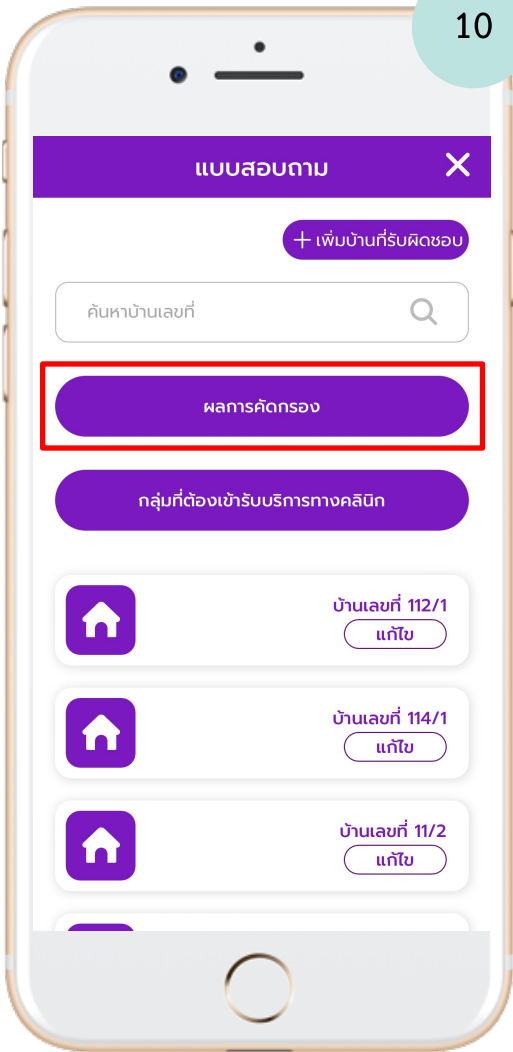 10
แบบสอบถาม
เพิ่มบ้านที่รับผิดชอบ
ค้นหาบ้านเลขที่
ผลการคัดกรอง
กลุ่มที่ต้องเข้ารับบริการทางคลินิก
บ้านเลขที่ 112/1
แก้ไข
บ้านเลขที่ 114/1
แก้ไข
บ้านเลขที่ 11/2
แก้ไข